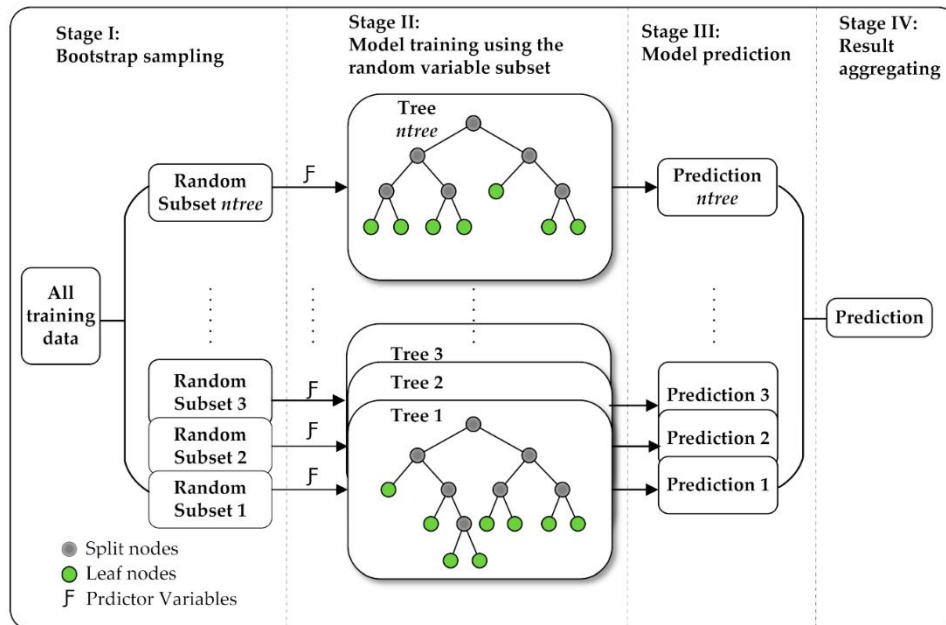 Stage I:
Bootstrap sampling
Stage II:
Model training using the
random variable subset
Stage III:
Model prediction
Stage IV:
Result
aggregating
Tree
ntree
Random
Subset ntree
Ƒ
Prediction
ntree
All
training
data
Prediction
Tree 3
Random
Subset 3
Ƒ
Prediction 3
Tree 2
Random
Subset 2
Ƒ
Prediction 2
Tree 1
Random
Subset 1
Ƒ
Prediction 1
Split nodes
Leaf nodes
Ƒ Prdictor Variables